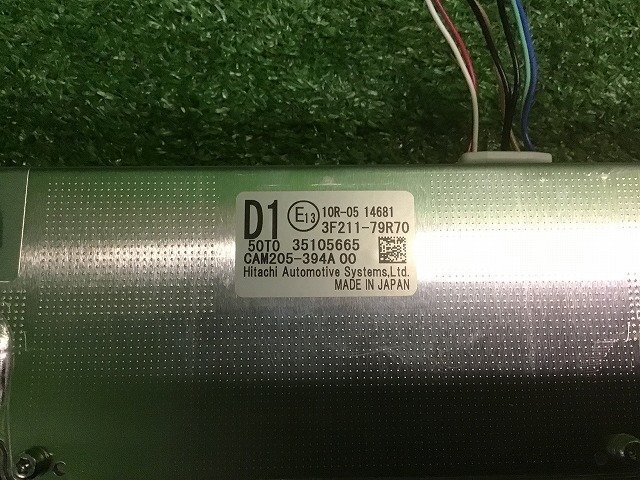 D1 E13 10R-05 14681
3F211-79R70
50T0 35105665
CAM205-394A 00
Hitachi Automotive Systems,Ltd.
MADE IN JAPAN
C